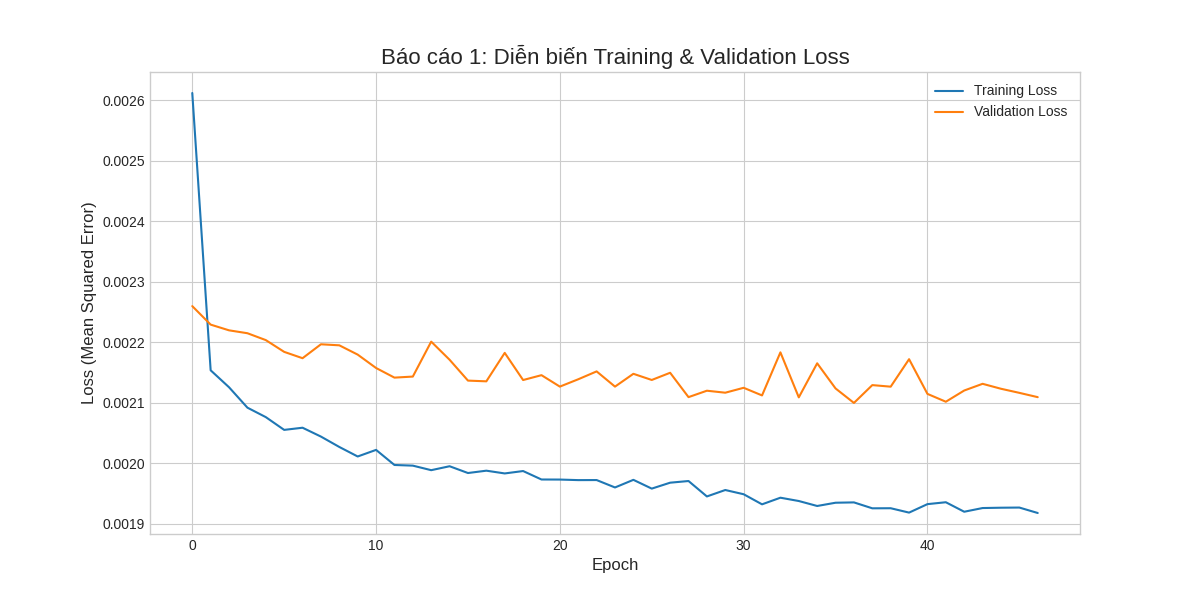 Báo cáo 1: Diễn biến Training & Validation Loss
Training Loss
Validation Loss
Loss (Mean Squared Error)
0.0026
0.0025
0.0024
0.0023
0.0022
0.0021
0.0020
0.0019
0 10 20 30 40
Epoch